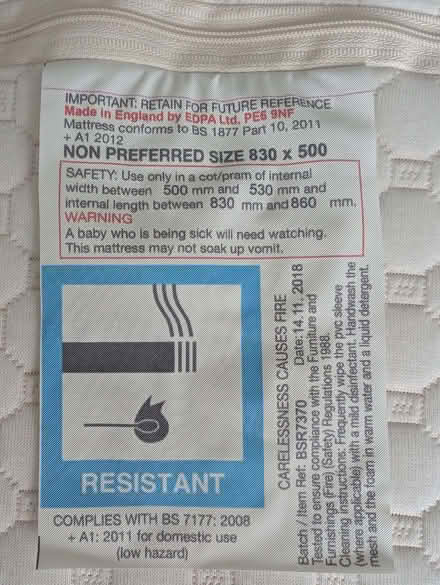 IMPORTANT: RETAIN FOR FUTURE REFERENCE
Made in England by EDPA Ltd. PE6 9NF
Mattress conforms to BS 1877 Part 10, 2011
+ A1 2012
NON PREFERRED SIZE 830 x 500
SAFETY: Use only in a cot/pram of internal
width between 500 mm and 530 mm and
internal length between 830 mm and 860 mm.
WARNING
A baby who is being sick will need watching.
This mattress may not soak up vomit.
RESISTANT
COMPLIES WITH BS 7177: 2008
+ A1: 2011 for domestic use
(low hazard)
CARELESSNESS CAUSES FIRE
Batch / Item Ref: BSR7370 Date: 14.11.2018
Tested to ensure compliance with the Furniture and
Furnishings (Fire) (Safety) Regulations 1988.
Cleaning instructions: Frequently wipe the pvc sleeve
(where applicable) with a mild disinfectant. Handwash the
mesh and the foam in warm water and a liquid detergent.